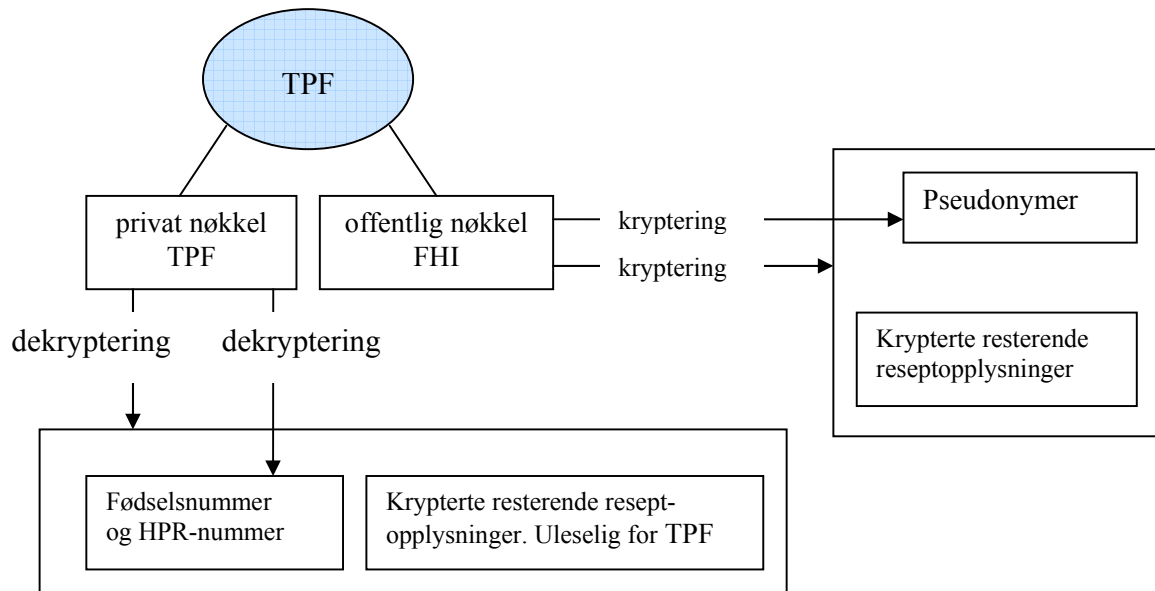 TPF
privat nøkkel
TPF
offentlig nøkkel
FHI
kryptering
kryptering
Pseudonymer
Krypterte resterende
reseptopplysninger
dekryptering
dekryptering
Fødselsnummer
og HPR-nummer
Krypterte resterende resept-
opplysninger. Uleselig for TPF